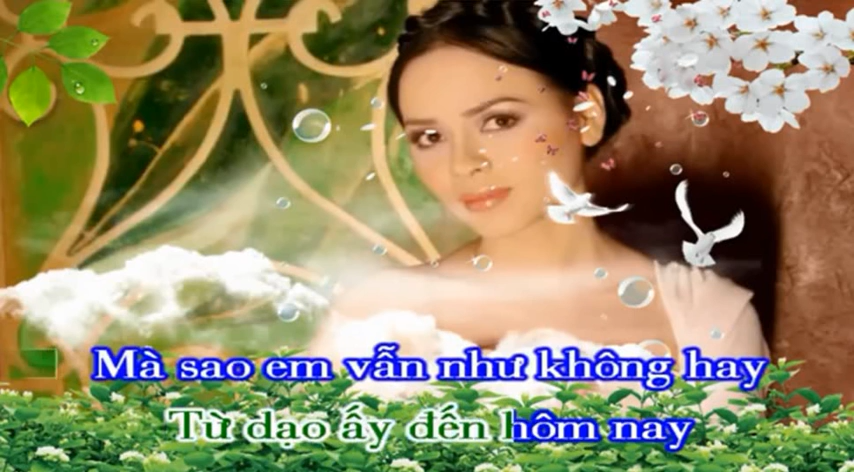 Mà sao em vẫn như không hay
Từ dạo ấy đến hôm nay